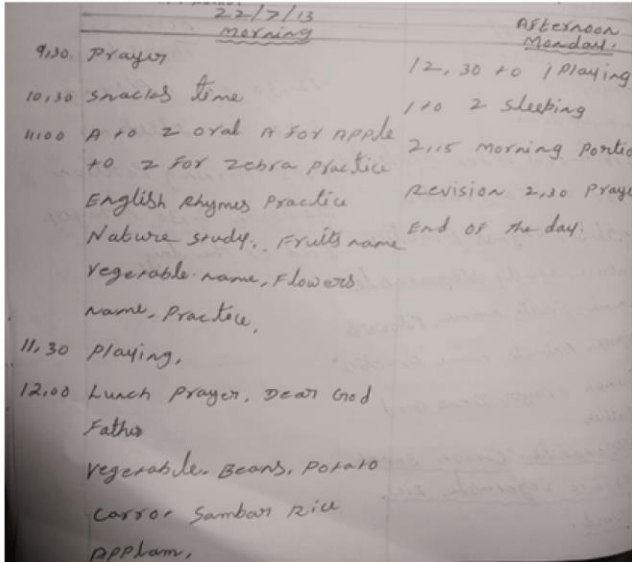 22/7/13
Morning
9,30 Prayer
10,30 Snacks time
11:00 A to Z oral A for Apple
to Z for Zebra Practice
English Rhymes Practice
Nature study, Fruits name
Vegetable name, Flowers
Name, Practice,
11,30 Playing,
12,00 Lunch Prayer, Dear God
Father
Vegetable, Beans, Potato
Carrot Sambar Rice
Applam,
Afternoon
Monday,
12,30 to 1 Playing
1 to 2 Sleeping
2,15 Morning Portio
Revision 2,30 Praye
End of the day.